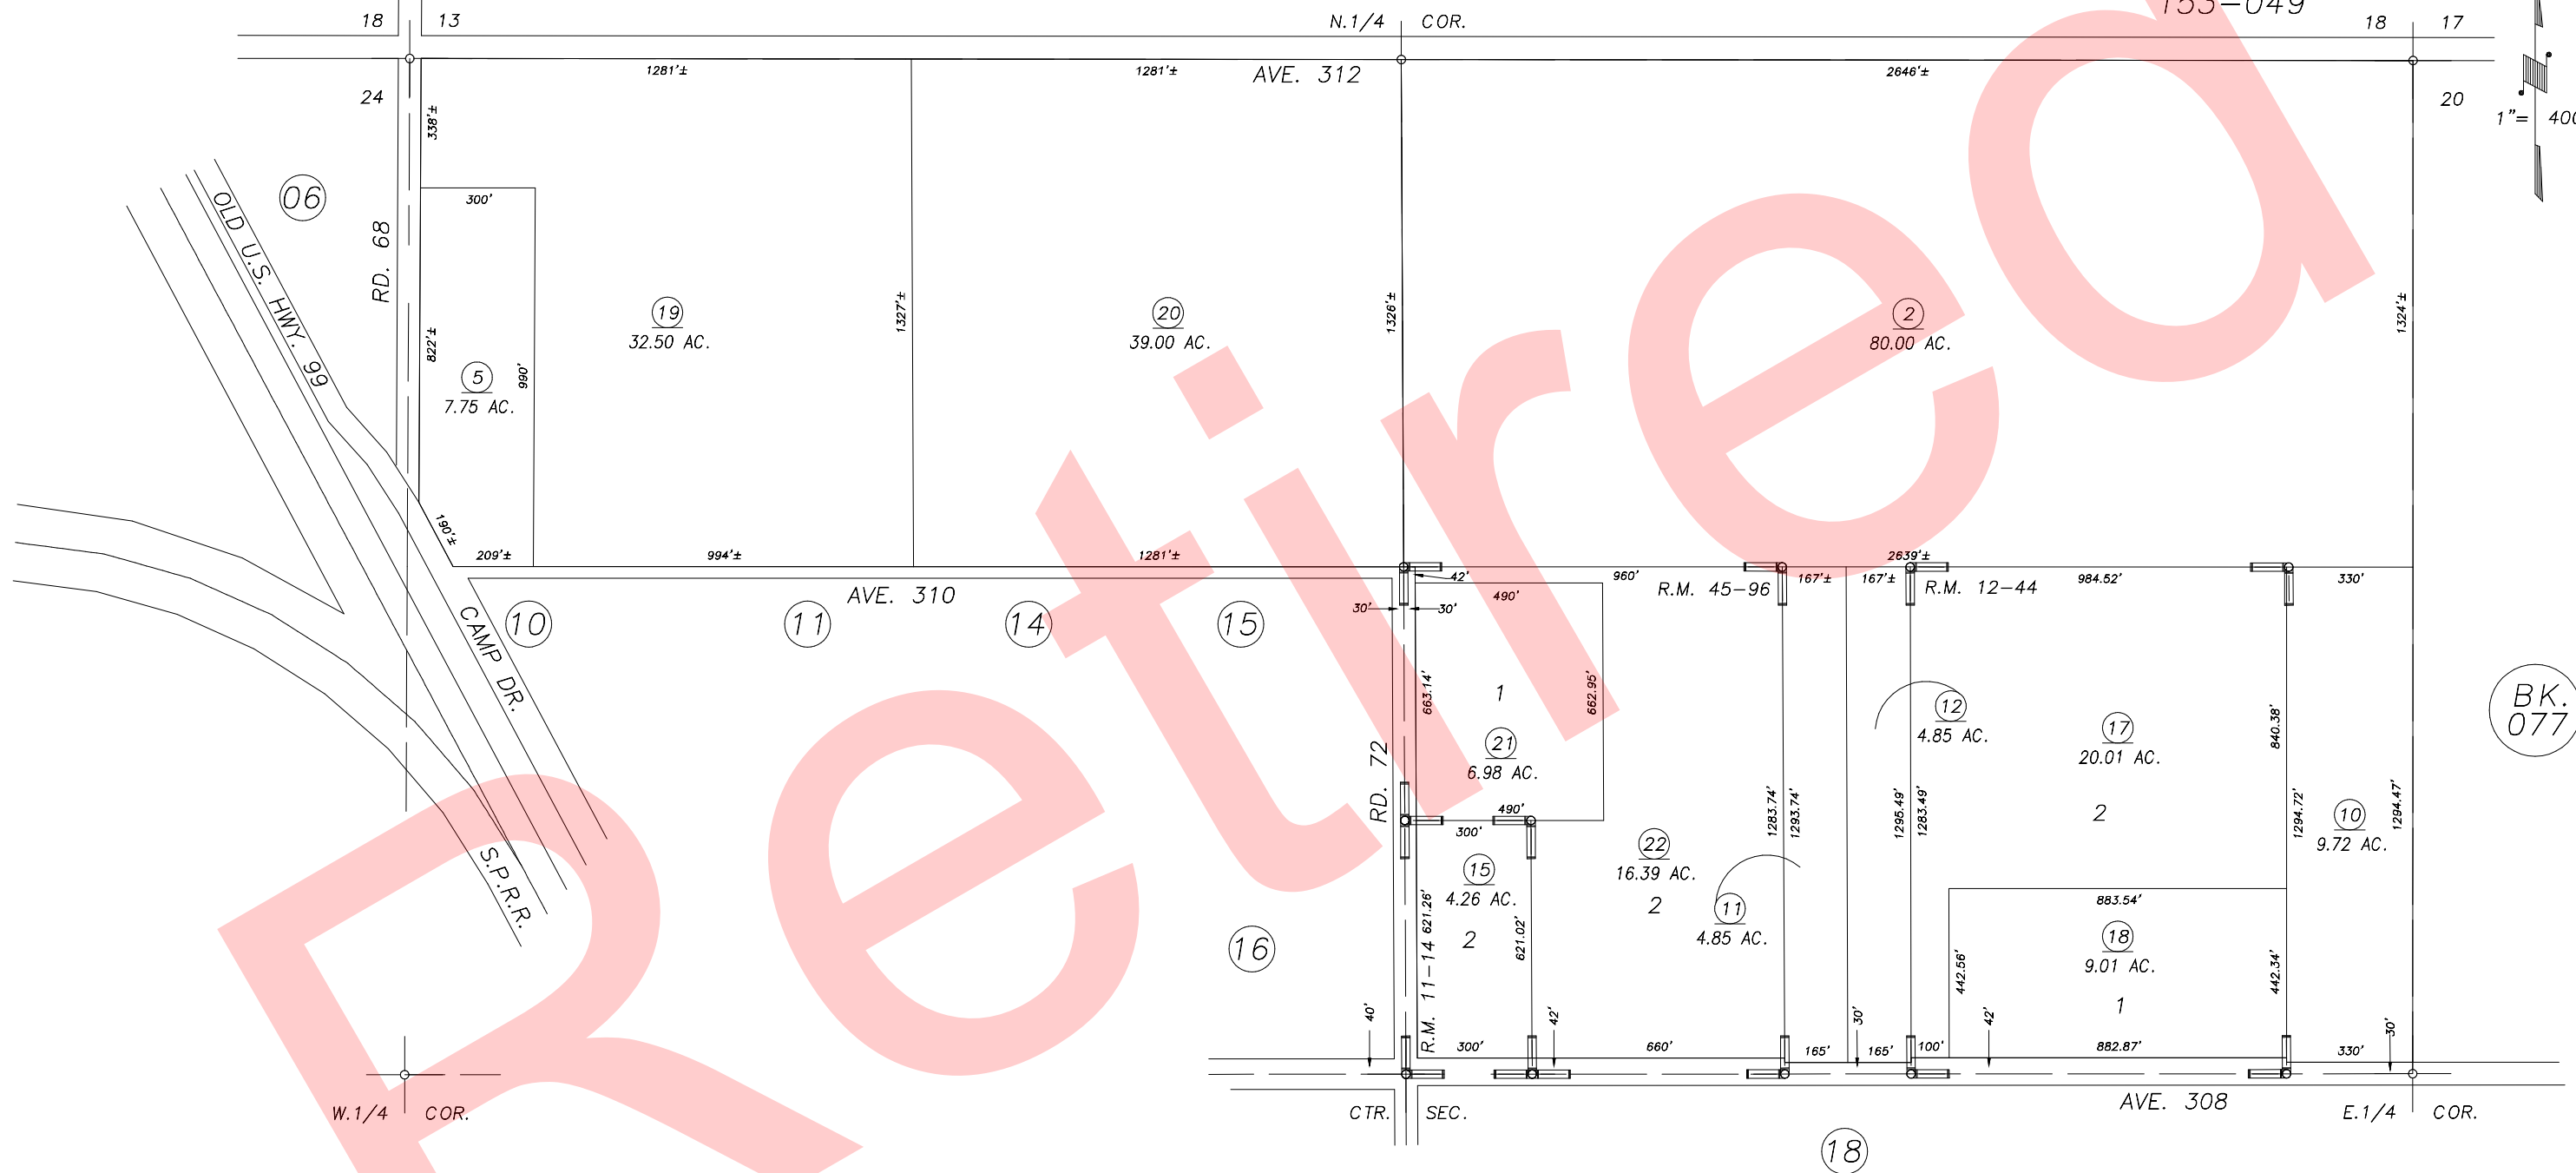 153-049
18 13
N.1/4 COR.
18 17
1281'±
1281'±
AVE. 312
2646'±
24
20
1"= 400
338'±
06
RD. 68
OLD U.S. HWY. 99
300'
822'±
5
7.75 AC.
990'
19
32.50 AC.
1327'±
20
39.00 AC.
1326'±
2
80.00 AC.
1324'±
190'±
209'±
994'±
1281'±
2639'±
AVE. 310
42'
960'
R.M. 45-96
167'±
167'±
R.M. 12-44
984.52'
330'
30'
30'
490'
10
11
14
15
CAMP DR.
S.P.R.R.
RD. 72
663.14'
1
662.95'
21
6.98 AC.
490'
300'
12
4.85 AC.
17
20.01 AC.
2
840.38'
BK.
077
1283.74'
1293.74'
1295.49'
1283.49'
1294.72'
10
9.72 AC.
1294.47'
22
16.39 AC.
2
15
4.26 AC.
2
11
4.85 AC.
R.M. 11-14
621.26'
621.02'
883.54'
18
9.01 AC.
1
442.56'
442.34'
16
40'
42'
30'
42'
30'
300'
660'
165'
165'
100'
882.87'
330'
W.1/4 COR.
CTR. SEC.
AVE. 308
E.1/4 COR.
18
Retired